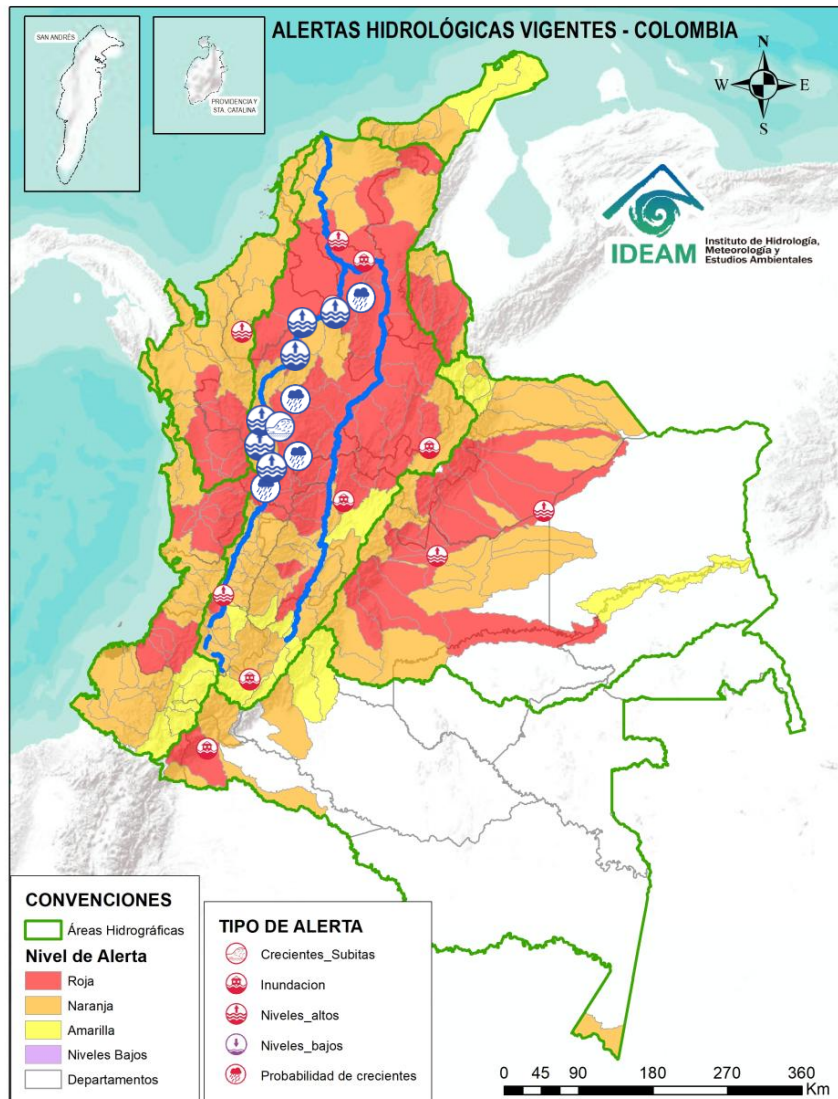 ALERTAS HIDROLÓGICAS VIGENTES - COLOMBIA
SAN ANDRÉS
PROVIDENCIA Y
STA. CATALINA
N
W
E
S
IDEAM
Instituto de Hidrología,
Meteorología y
Estudios Ambientales
CONVENCIONES
Áreas Hidrográficas
Nivel de Alerta
Roja
Naranja
Amarilla
Niveles Bajos
Departamentos
TIPO DE ALERTA
Crecientes_Subitas
Inundacion
Niveles_altos
Niveles_bajos
Probabilidad de crecientes
0 45 90 180 270 360
Km